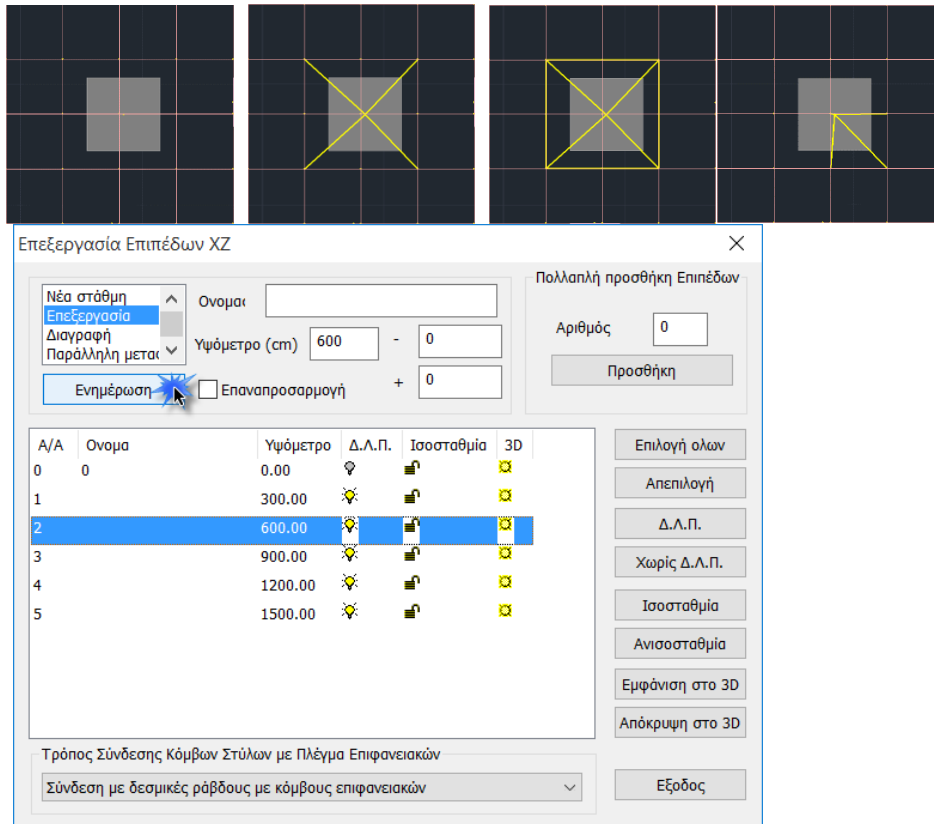 Επεξεργασία Επιπέδων XZ
Πολλαπλή προσθήκη Επιπέδων
Νέα στάθμη
Επεξεργασία
Διαγραφή
Παράλληλη μετασ
Ονομας
Υψόμετρο (cm) 600 - 0
Αριθμός 0
Ενημέρωση
Επαναπροσαρμογή + 0
Προσθήκη
Α/Α Ονομα Υψόμετρο Δ.Λ.Π. Ισοσταθμία 3D
0 0 0.00
1 300.00
2 600.00
3 900.00
4 1200.00
5 1500.00
Επιλογή ολων
Απεπιλογή
Δ.Λ.Π.
Χωρίς Δ.Λ.Π.
Ισοσταθμία
Ανισοσταθμία
Εμφάνιση στο 3D
Απόκρυψη στο 3D
Τρόπος Σύνδεσης Κόμβων Στύλων με Πλέγμα Επιφανειακών
Σύνδεση με δεσμικές ράβδους με κόμβους επιφανειακών
Εξοδος